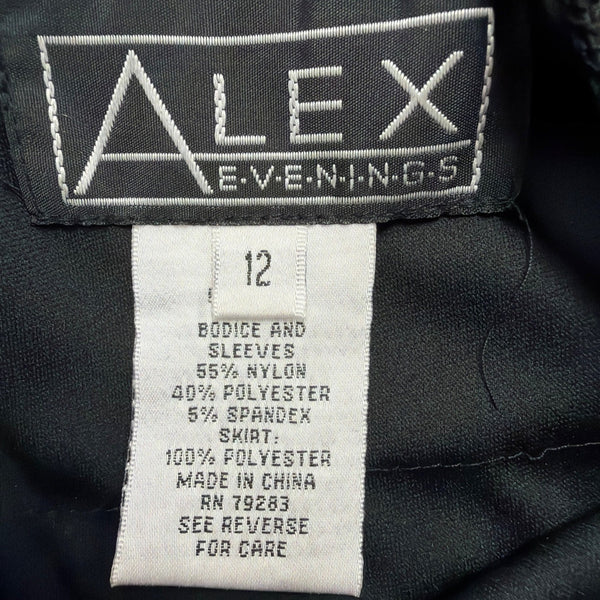 ALEX
E·V·E·N·I·N·G·S
12
BODICE AND
SLEEVES
55% NYLON
40% POLYESTER
5% SPANDEX
SKIRT:
100% POLYESTER
MADE IN CHINA
RN 79283
SEE REVERSE
FOR CARE